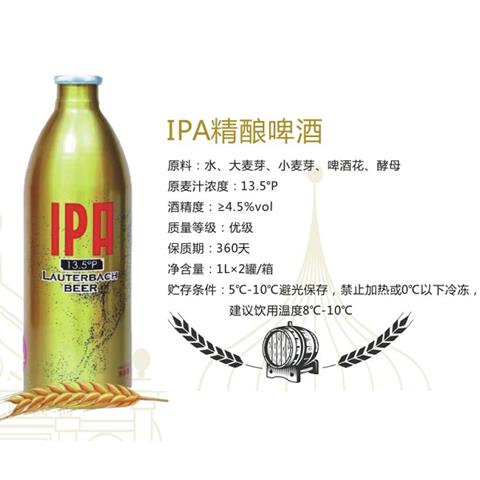 IPA精酿啤酒
原料：水、大麦芽、小麦芽、啤酒花、酵母
原麦汁浓度：13.5°P
酒精度：≥4.5%vol
质量等级：优级
保质期：360天
净含量：1L×2罐/箱
贮存条件：5℃-10℃避光保存，禁止加热或0℃以下冷冻，
建议饮用温度8℃-10℃
IPA
13.5°P
LAUTERBACH
BEER